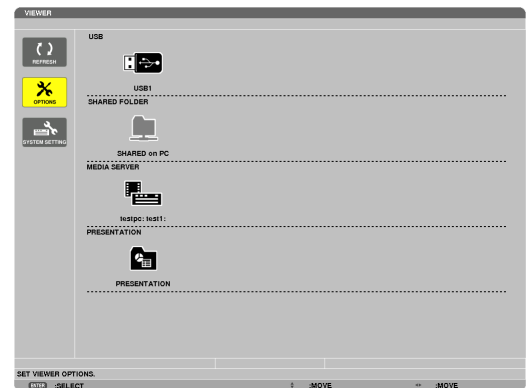 VIEWER
USB
REFRESH
USB1
OPTIONS
SHARED FOLDER
SYSTEM SETTING
SHARED on PC
MEDIA SERVER
testpc: test1:
PRESENTATION
PRESENTATION
SET VIEWER OPTIONS.
ENTER :SELECT :MOVE :MOVE